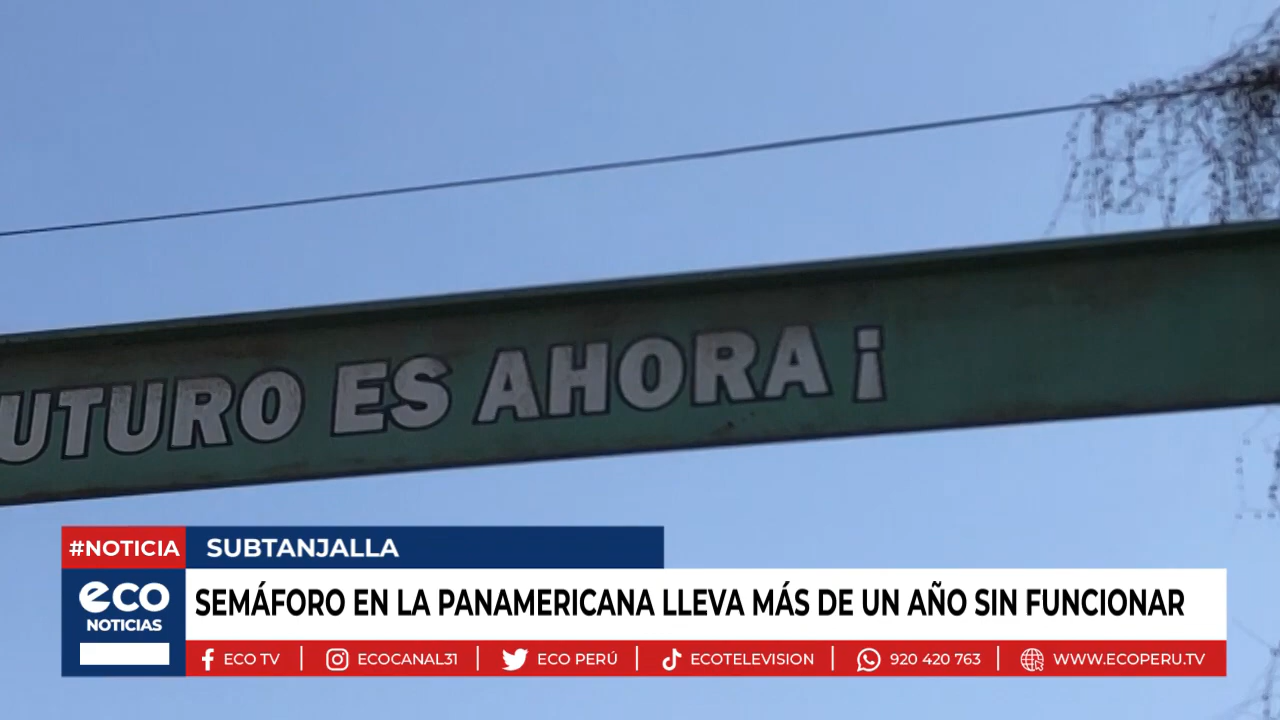 UTURO ES AHORA ¡
#NOTICIA SUBTANJALLA
eco NOTICIAS
SEMÁFORO EN LA PANAMERICANA LLEVA MÁS DE UN AÑO SIN FUNCIONAR
ECO TV | ECOCANAL31 | ECO PERÚ | ECOTELEVISION | 920 420 763 | WWW.ECOPERU.TV